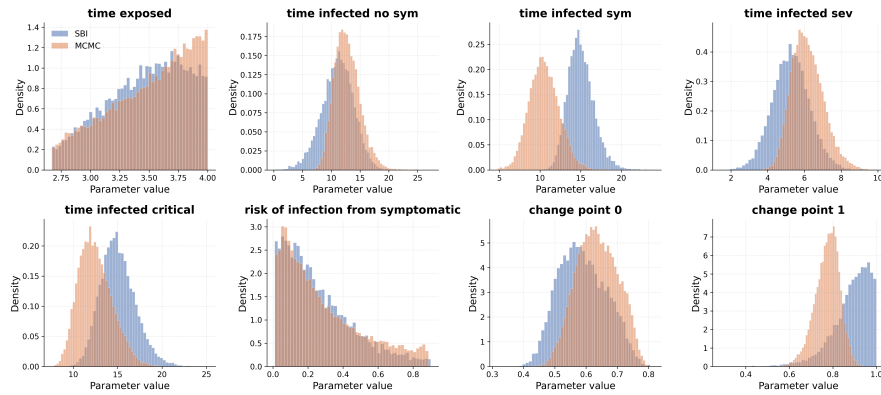 time exposed
SBI
MCMC
Density
1.4
1.2
1.0
0.8
0.6
0.4
0.2
0.0
2.75 3.00 3.25 3.50 3.75 4.00
Parameter value
time infected no sym
Density
0.175
0.150
0.125
0.100
0.075
0.050
0.025
0.000
0 5 10 15 20 25
Parameter value
time infected sym
Density
0.25
0.20
0.15
0.10
0.05
0.00
5 10 15 20
Parameter value
time infected sev
Density
0.4
0.3
0.2
0.1
0.0
2 4 6 8 10
Parameter value
time infected critical
Density
0.20
0.15
0.10
0.05
0.00
10 15 20 25
Parameter value
risk of infection from symptomatic
Density
3.0
2.5
2.0
1.5
1.0
0.5
0.0
0.0 0.2 0.4 0.6 0.8
Parameter value
change point 0
Density
5
4
3
2
1
0
0.3 0.4 0.5 0.6 0.7 0.8
Parameter value
change point 1
Density
7
6
5
4
3
2
1
0
0.4 0.6 0.8 1.0
Parameter value